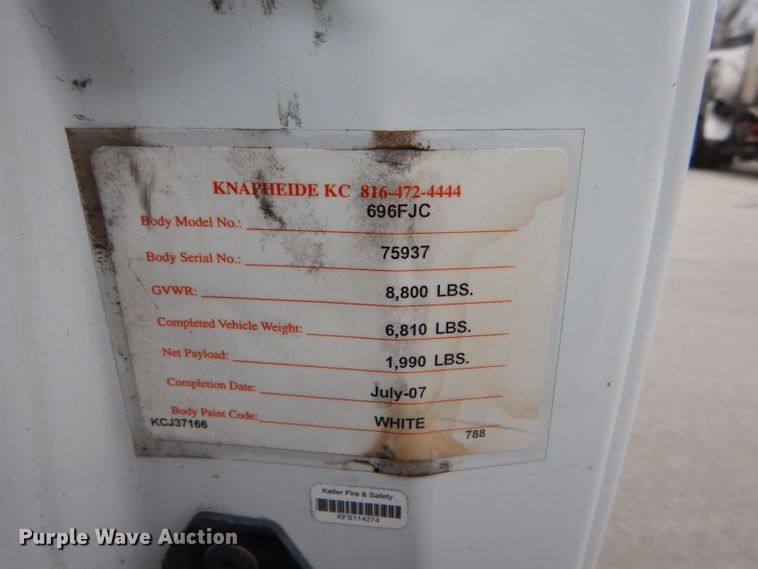 KNAPHEIDE KC 816-472-4444
Body Model No.: 696FJC
Body Serial No.: 75937
GVWR: 8,800 LBS.
Completed Vehicle Weight: 6,810 LBS.
Net Payload: 1,990 LBS.
Completion Date: July-07
Body Paint Code: WHITE
KCJ37166 788
Keller Fire & Safety
KFS114274
Purple Wave Auction